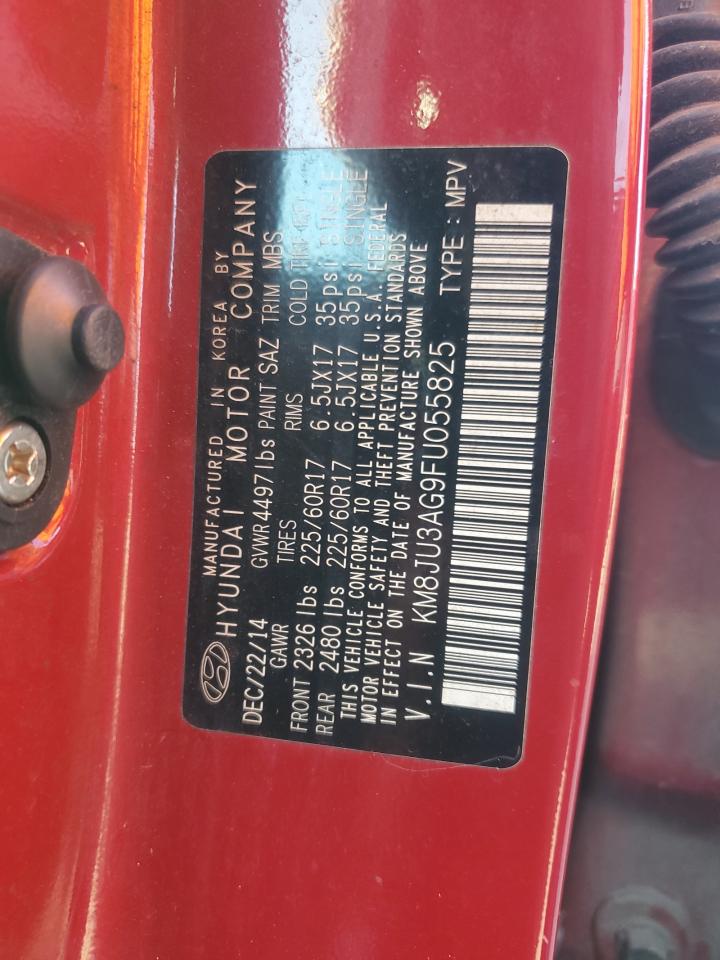 MANUFACTURED IN KOREA BY
HYUNDAI MOTOR COMPANY
DEC/22/14 GVWR 4497 lbs PAINT SAZ TRIM MBS
GAWR TIRES RIMS COLD TIRE
FRONT 2326 lbs 225/60R17 6.5JX17 35psi SINGLE
REAR 2480 lbs 225/60R17 6.5JX17 35psi SINGLE
THIS VEHICLE CONFORMS TO ALL APPLICABLE U.S.A. FEDERAL
MOTOR VEHICLE SAFETY AND THEFT PREVENTION STANDARDS
IN EFFECT ON THE DATE OF MANUFACTURE SHOWN ABOVE
V.I.N KM8JU3AG9FU055825 TYPE : MPV